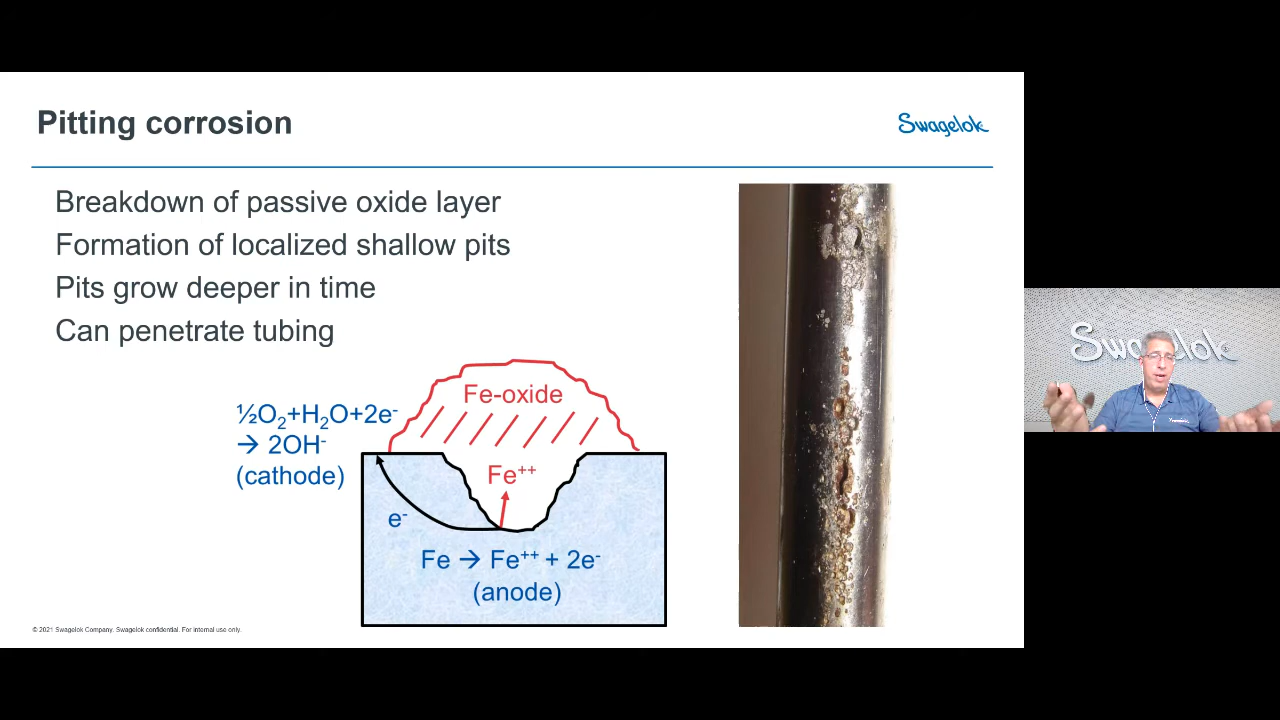 Pitting corrosion
Swagelok
Breakdown of passive oxide layer
Formation of localized shallow pits
Pits grow deeper in time
Can penetrate tubing
½O₂+H₂O+2e⁻
→ 2OH⁻
(cathode)
Fe-oxide
Fe⁺⁺
e⁻
Fe → Fe⁺⁺ + 2e⁻
(anode)
© 2021 Swagelok Company. Swagelok confidential. For internal use only.
Swagelok